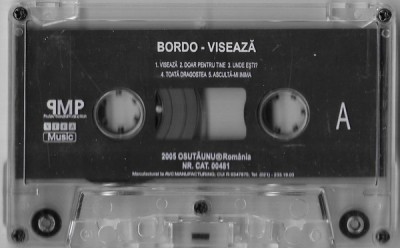 BORDO - VISEAZĂ
1. VISEAZĂ 2. DOAR PENTRU TINE 3. UNDE EȘTI?
4. TOATĂ DRAGOSTEA 5. ASCULTĂ-MI INIMA
PMP
Music
A
2005 OSUTĂUNU®România
NR. CAT. 00481